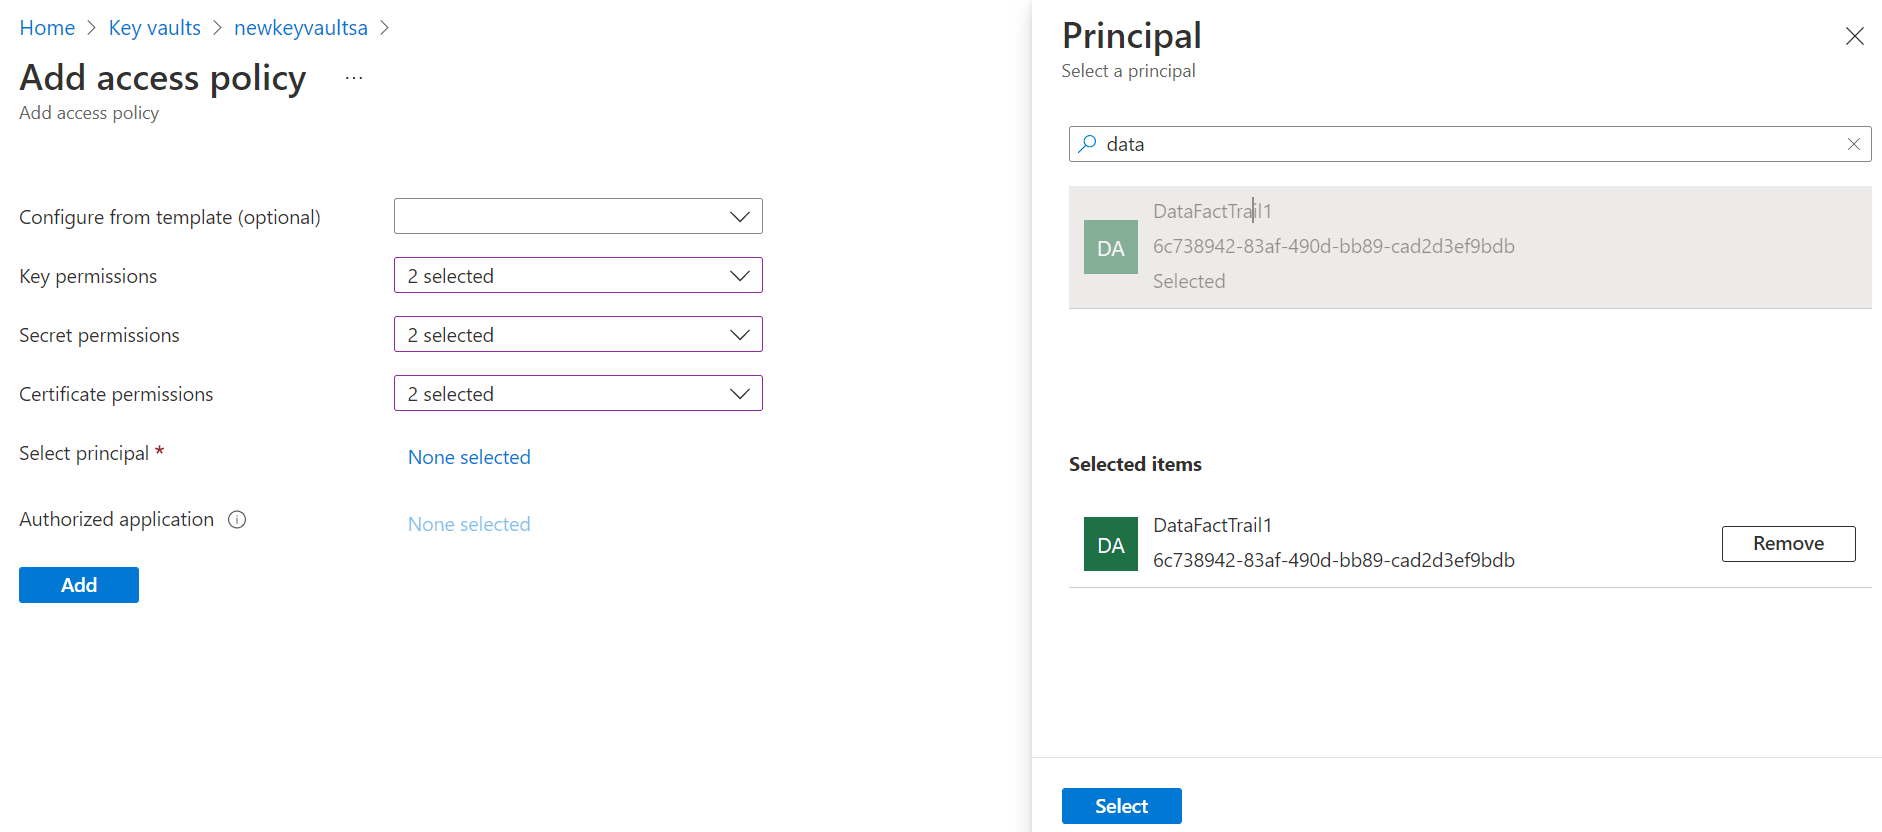 Home > Key vaults > newkeyvaultsa >
Add access policy ...
Add access policy
Configure from template (optional)
Key permissions 2 selected
Secret permissions 2 selected
Certificate permissions 2 selected
Select principal * None selected
Authorized application None selected
Add
Principal
Select a principal
data
DA
DataFactTrail1
6c738942-83af-490d-bb89-cad2d3ef9bdb
Selected
Selected items
DA
DataFactTrail1
6c738942-83af-490d-bb89-cad2d3ef9bdb
Remove
Select